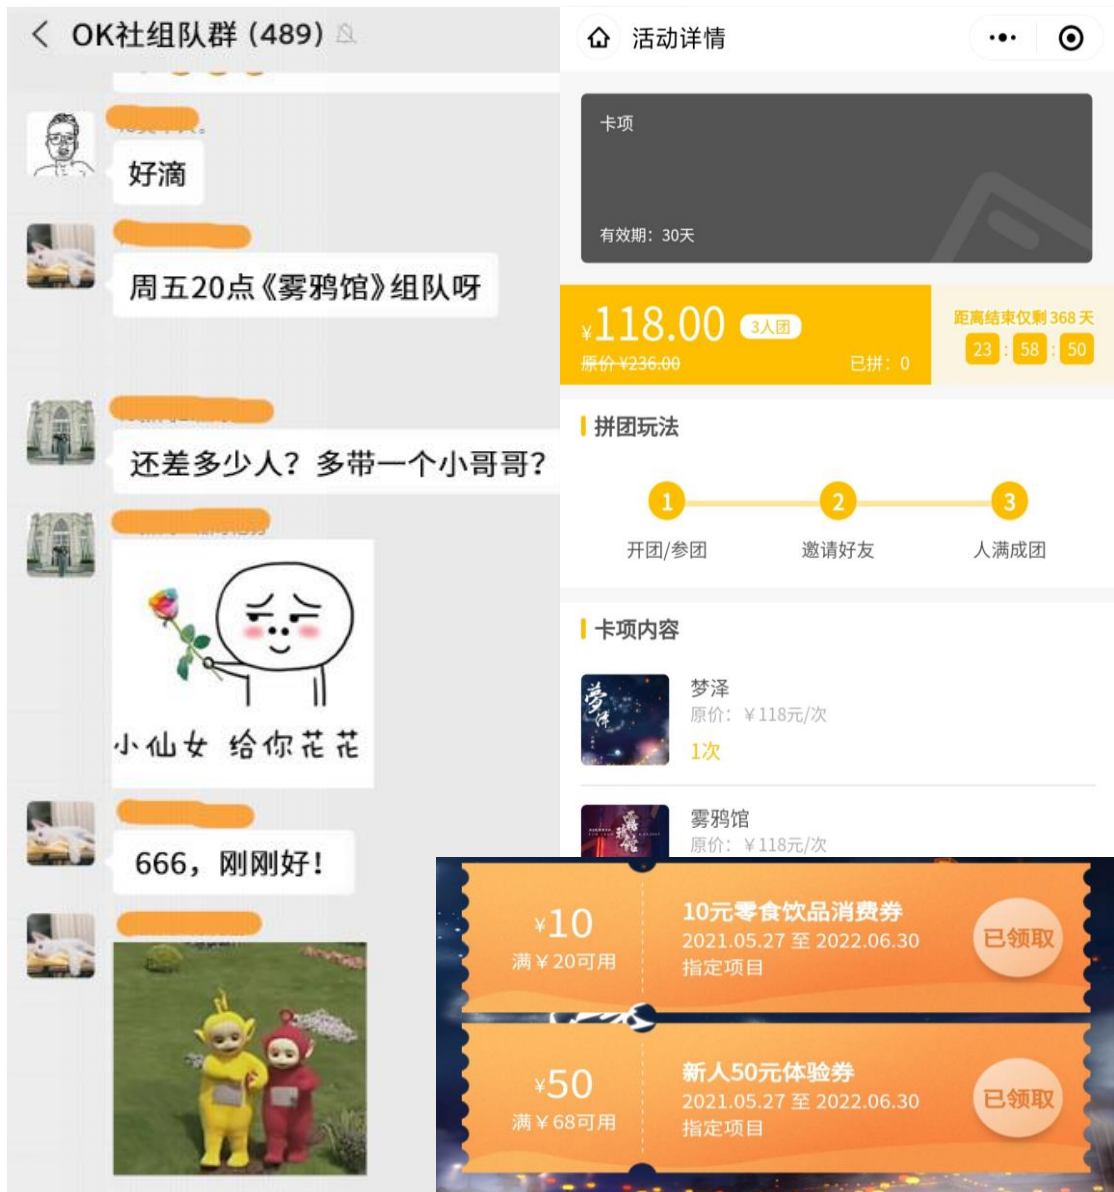 OK社组队群（489）
好滴
周五20点《雾鸦馆》组队呀
还差多少人？多带一个小哥哥？
小仙女 给你花花
666，刚刚好！
活动详情
卡项
有效期：30天
¥118.00 3人团
原价 ¥236.00 已拼：0
距离结束仅剩 368 天
23 : 58 : 50
拼团玩法
1 2 3
开团/参团 邀请好友 人满成团
卡项内容
夢泽
梦泽
原价：￥118元/次
1次
雾鸦馆
原价：￥118元/次
¥10
满￥20可用
10元零食饮品消费券
2021.05.27 至 2022.06.30
指定项目
已领取
¥50
满￥68可用
新人50元体验券
2021.05.27 至 2022.06.30
指定项目
已领取